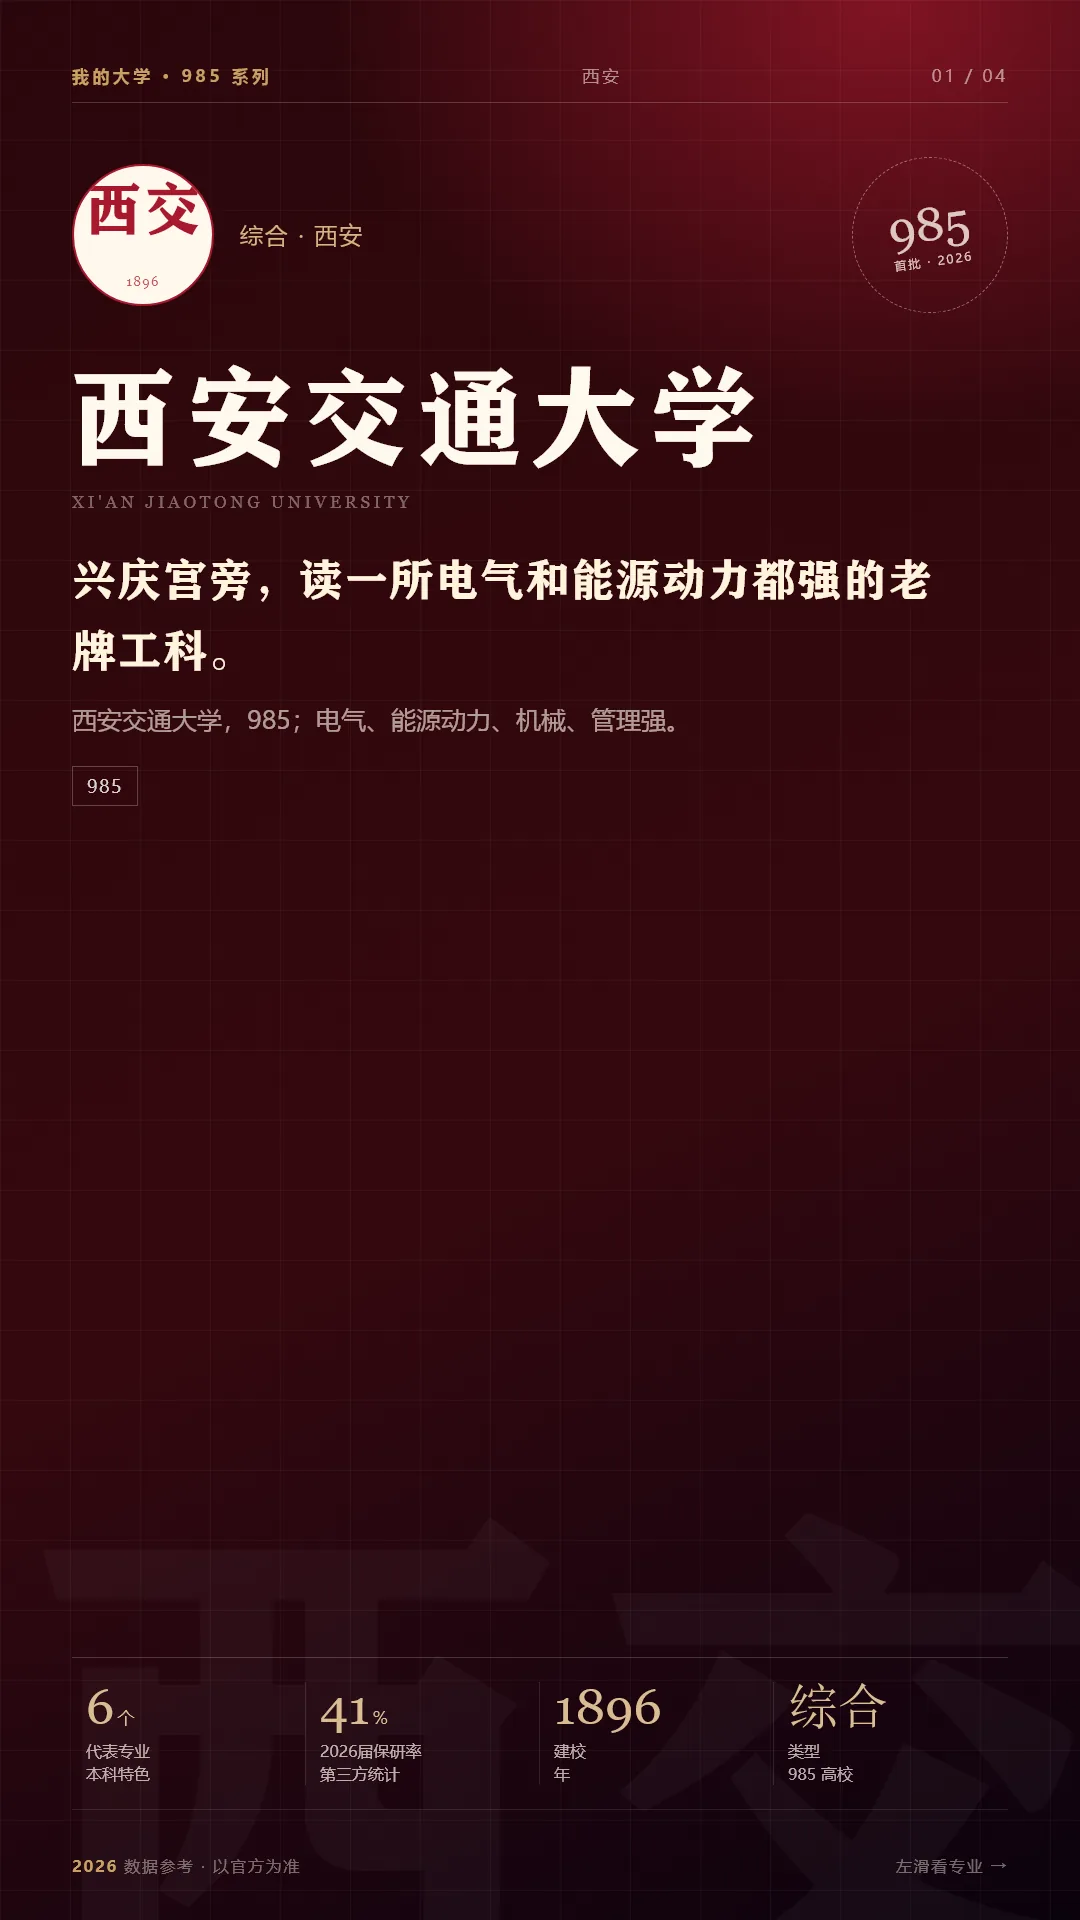 我的大学 · 985 系列
西安
01 / 04
西交
1896
综合 · 西安
985
首批 · 2026
西安交通大学
XI'AN JIAOTONG UNIVERSITY
兴庆宫旁，读一所电气和能源动力都强的老
牌工科。
西安交通大学，985；电气、能源动力、机械、管理强。
985
西交
6个
代表专业
本科特色
41%
2026届保研率
第三方统计
1896
建校
年
综合
类型
985 高校
2026 数据参考 · 以官方为准
左滑看专业 →